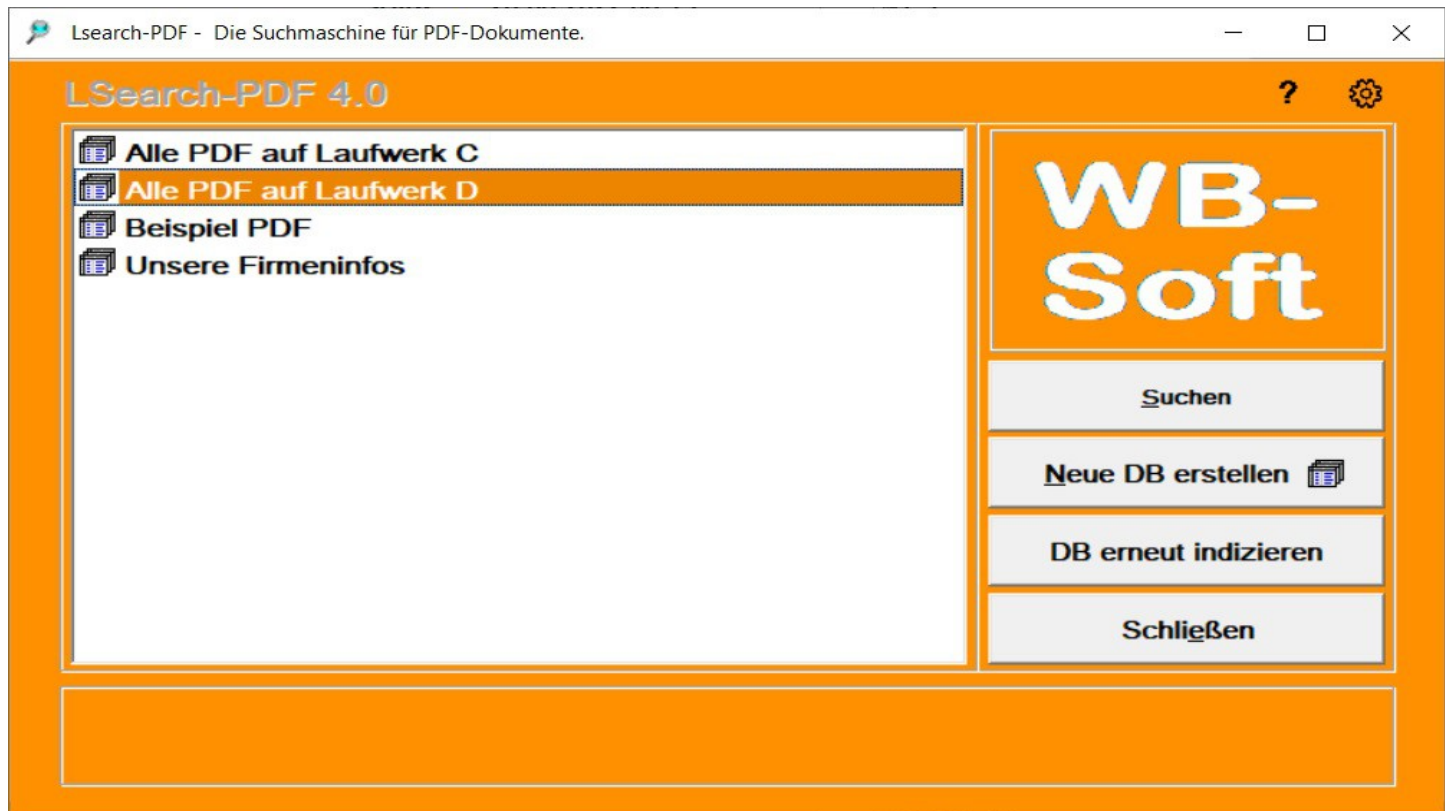 Lsearch-PDF - Die Suchmaschine für PDF-Dokumente.
LSearch-PDF 4.0
?
Alle PDF auf Laufwerk C
Alle PDF auf Laufwerk D
Beispiel PDF
Unsere Firmeninfos
WB-
Soft
Suchen
Neue DB erstellen
DB erneut indizieren
Schließen